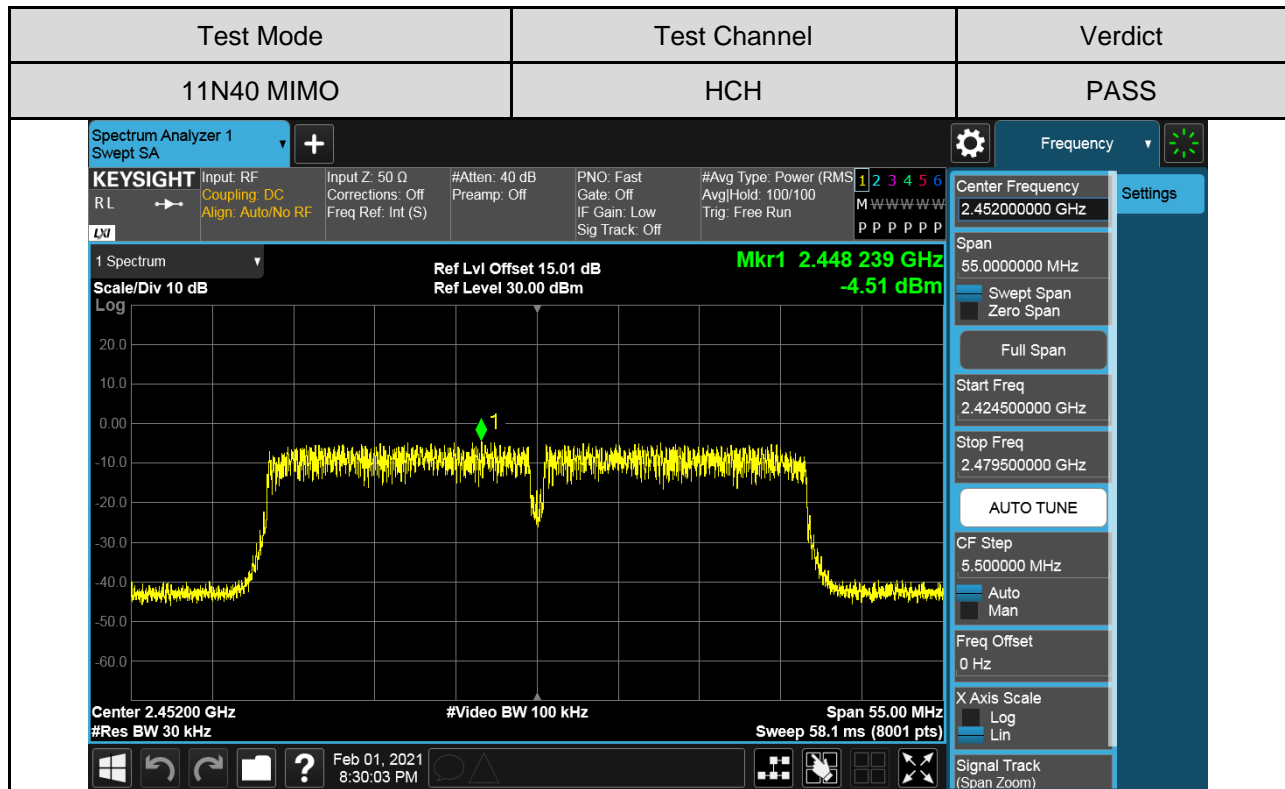 Test Mode Test Channel Verdict
11N40 MIMO HCH PASS
Spectrum Analyzer 1
Swept SA
+
Frequency
KEYSIGHT
RL
LXI
Input: RF
Coupling: DC
Align: Auto/No RF
Input Z: 50 Ω
Corrections: Off
Freq Ref: Int (S)
#Atten: 40 dB
Preamp: Off
PNO: Fast
Gate: Off
IF Gain: Low
Sig Track: Off
#Avg Type: Power (RMS
Avg|Hold: 100/100
Trig: Free Run
1 2 3 4 5 6
M W W W W W
P P P P P P
1 Spectrum
Scale/Div 10 dB
Log
Ref Lvl Offset 15.01 dB
Ref Level 30.00 dBm
Mkr1 2.448 239 GHz
-4.51 dBm
20.0
10.0
0.00
-10.0
-20.0
-30.0
-40.0
-50.0
-60.0
1
Center 2.45200 GHz
#Res BW 30 kHz
#Video BW 100 kHz
Span 55.00 MHz
Sweep 58.1 ms (8001 pts)
?
Feb 01, 2021
8:30:03 PM
Center Frequency
2.452000000 GHz
Settings
Span
55.0000000 MHz
Swept Span
Zero Span
Full Span
Start Freq
2.424500000 GHz
Stop Freq
2.479500000 GHz
AUTO TUNE
CF Step
5.500000 MHz
Auto
Man
Freq Offset
0 Hz
X Axis Scale
Log
Lin
Signal Track
(Span Zoom)